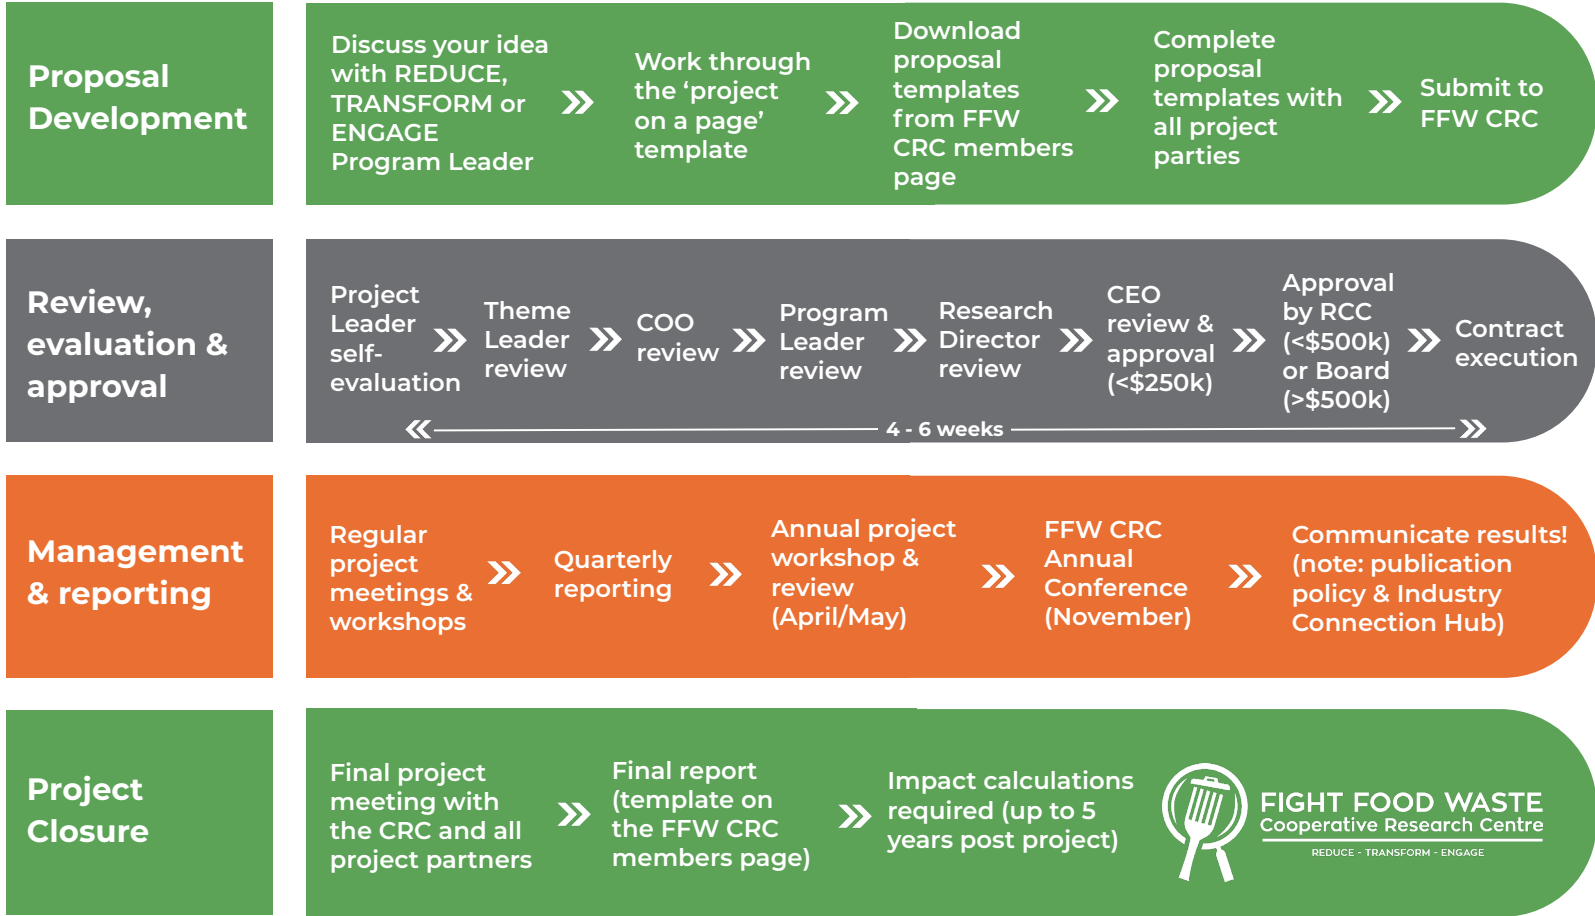 Proposal
Development
Discuss your idea
with REDUCE,
TRANSFORM or
ENGAGE
Program Leader
Work through
the ‘project
on a page’
template
Download
proposal
templates
from FFW
CRC members
page
Complete
proposal
templates with
all project
parties
Submit to
FFW CRC
Review,
evaluation &
approval
Project
Leader
self-
evaluation
Theme
Leader
review
COO
review
Program
Leader
review
Research
Director
review
CEO
review &
approval
(<$250k)
Approval
by RCC
(<$500k)
or Board
(>$500k)
Contract
execution
4 - 6 weeks
Management
& reporting
Regular
project
meetings &
workshops
Quarterly
reporting
Annual project
workshop &
review
(April/May)
FFW CRC
Annual
Conference
(November)
Communicate results!
(note: publication
policy & Industry
Connection Hub)
Project
Closure
Final project
meeting with
the CRC and all
project partners
Final report
(template on
the FFW CRC
members page)
Impact calculations
required (up to 5
years post project)
FIGHT FOOD WASTE
Cooperative Research Centre
REDUCE - TRANSFORM - ENGAGE